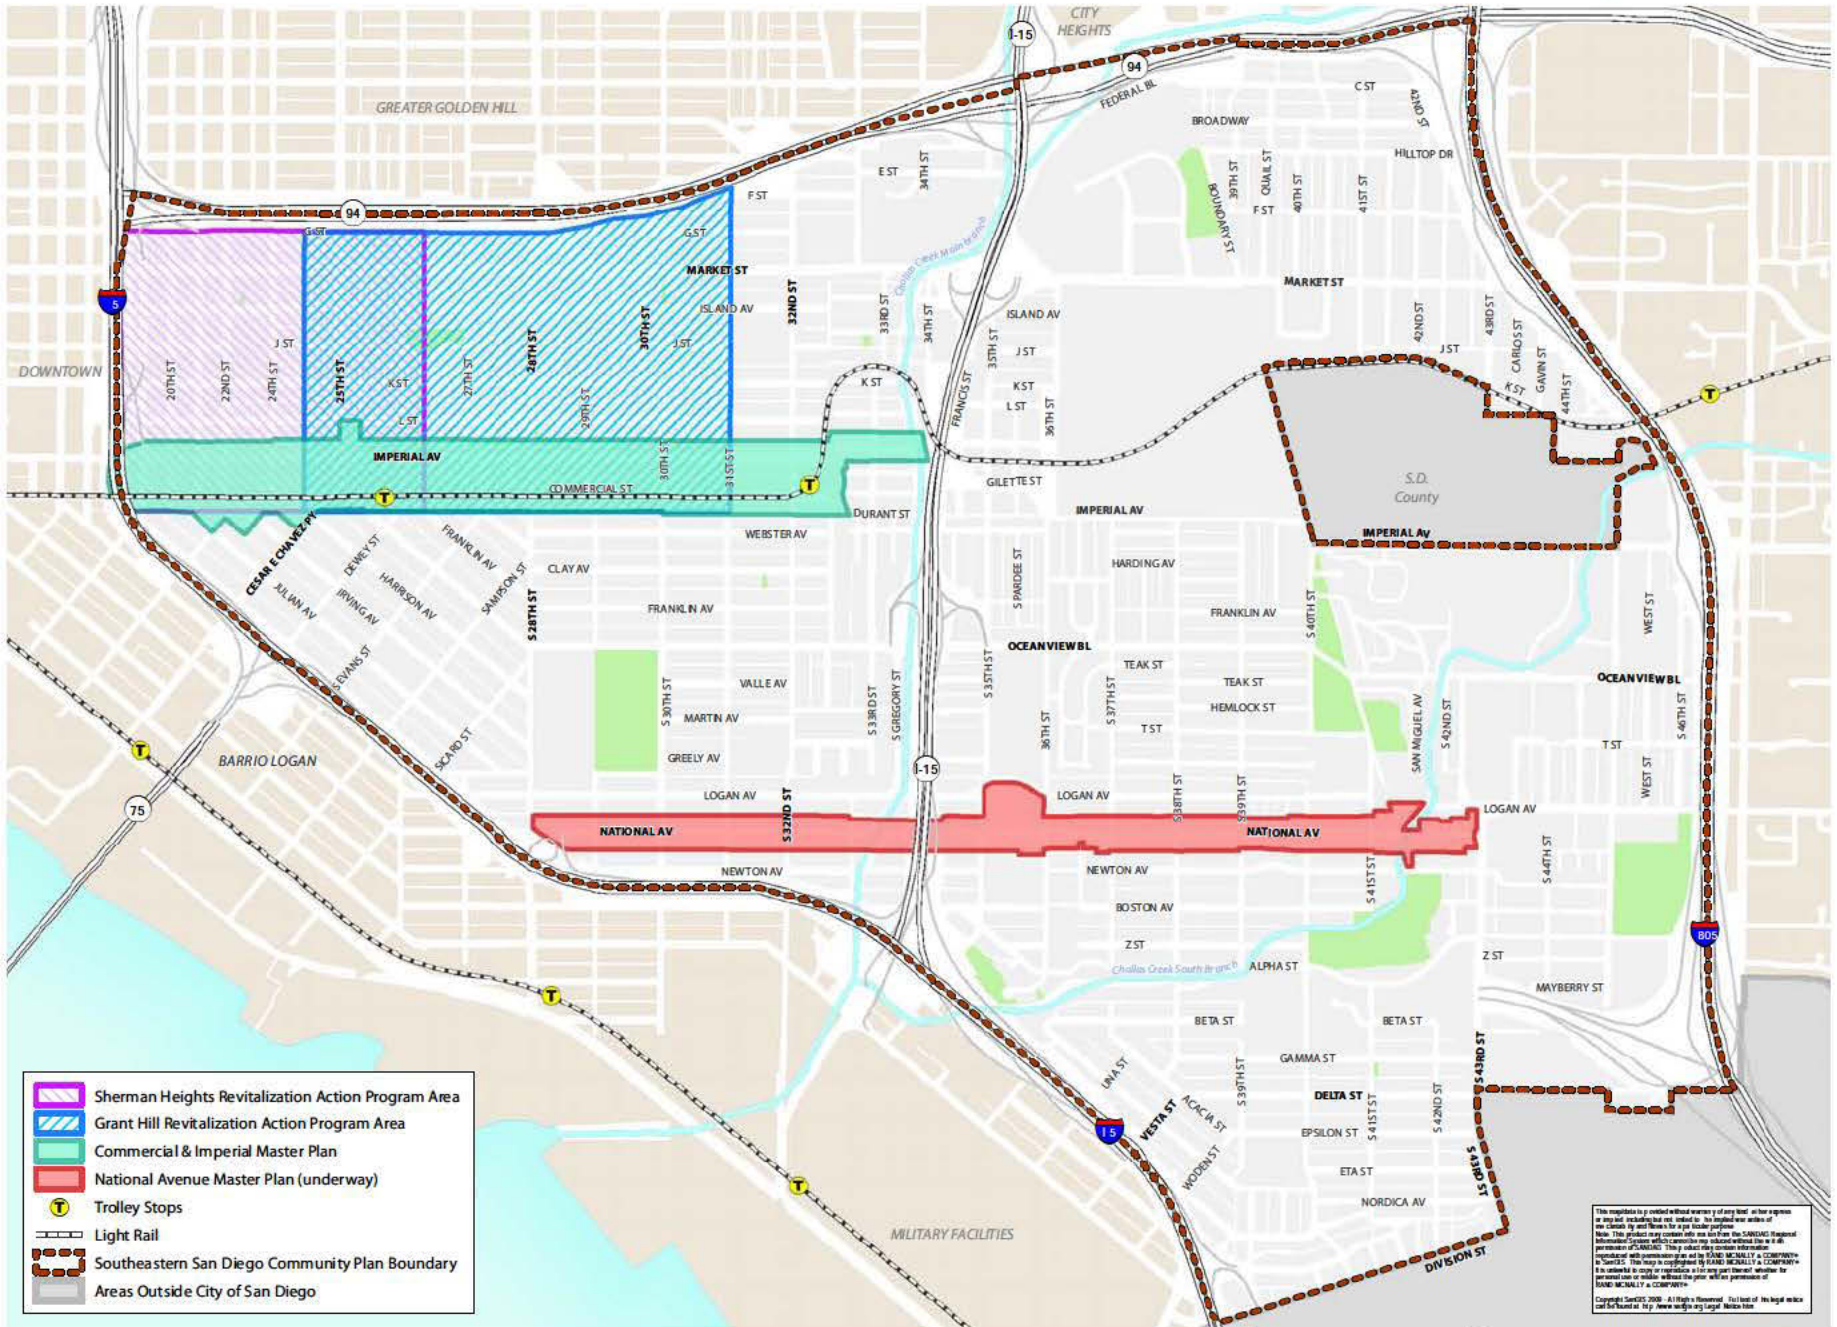 CITY
HEIGHTS
I-15
94
FEDERAL BL
C ST
42ND ST
GREATER GOLDEN HILL
BROADWAY
HILLTOP DR
E ST
34TH ST
BOUNDARY ST
39TH ST
QUAIL ST
40TH ST
41ST ST
F ST
F ST
94
G ST
G ST
Chollas Creek Main Branch
MARKET ST
MARKET ST
5
32ND ST
ISLAND AV
33RD ST
34TH ST
ISLAND AV
42ND ST
43RD ST
CARLOS ST
GAVIN ST
44TH ST
J ST
28TH ST
30TH ST
J ST
35TH ST
J ST
J ST
DOWNTOWN
20TH ST
22ND ST
24TH ST
25TH ST
K ST
27TH ST
29TH ST
K ST
FRANCIS ST
K ST
K ST
L ST
L ST
36TH ST
IMPERIAL AV
30TH ST
31ST ST
T
T
T
COMMERCIAL ST
GILETTE ST
S.D.
County
DURANT ST
IMPERIAL AV
IMPERIAL AV
CESAR E CHAVEZ PY
WEBSTER AV
FRANKLIN AV
DEWEY ST
HARRISON AV
JULIAN AV
IRVING AV
SAMPSON ST
CLAY AV
S 28TH ST
FRANKLIN AV
S PARDEE ST
HARDING AV
FRANKLIN AV
S 40TH ST
WEST ST
OCEAN VIEW BL
S EVANS ST
S 30TH ST
VALLE AV
S 33RD ST
S GREGORY ST
S 35TH ST
TEAK ST
TEAK ST
OCEAN VIEW BL
HEMLOCK ST
MARTIN AV
36TH ST
S 37TH ST
T ST
SAN MIGUEL AV
S 42ND ST
S 46TH ST
T ST
SICARD ST
T
BARRIO LOGAN
GREELY AV
I-15
WEST ST
LOGAN AV
S 32ND ST
LOGAN AV
S 38TH ST
S 39TH ST
LOGAN AV
75
NATIONAL AV
NATIONAL AV
NEWTON AV
NEWTON AV
S 41ST ST
S 44TH ST
BOSTON AV
805
Z ST
Z ST
Chollas Creek South Branch
ALPHA ST
MAYBERRY ST
T
BETA ST
BETA ST
GAMMA ST
S 43RD ST
UNA ST
S 39TH ST
DELTA ST
S 41ST ST
S 42ND ST
ACACIA ST
VESTA ST
I 5
EPSILON ST
WODEN ST
ETA ST
S 43RD ST
T
NORDICA AV
MILITARY FACILITIES
DIVISION ST
Sherman Heights Revitalization Action Program Area
Grant Hill Revitalization Action Program Area
Commercial & Imperial Master Plan
National Avenue Master Plan (underway)
T Trolley Stops
Light Rail
Southeastern San Diego Community Plan Boundary
Areas Outside City of San Diego